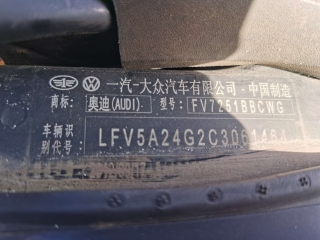 一汽-大众汽车有限公司·中国制造
商标: 奥迪(AUDI) 型号: FV7251BBCWG
车辆识别代号: LFV5A24G2C3061464